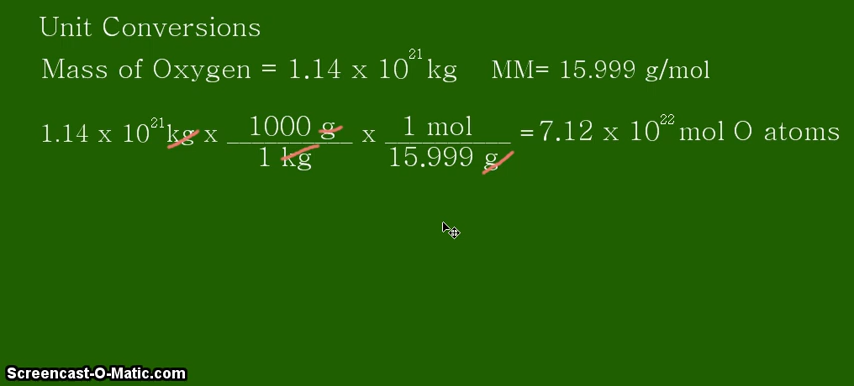 Unit Conversions
Mass of Oxygen = 1.14 x 10²¹ kg MM= 15.999 g/mol
1.14 x 10²¹ kg x 1000 g / 1 kg x 1 mol / 15.999 g = 7.12 x 10²² mol O atoms
Screencast-O-Matic.com